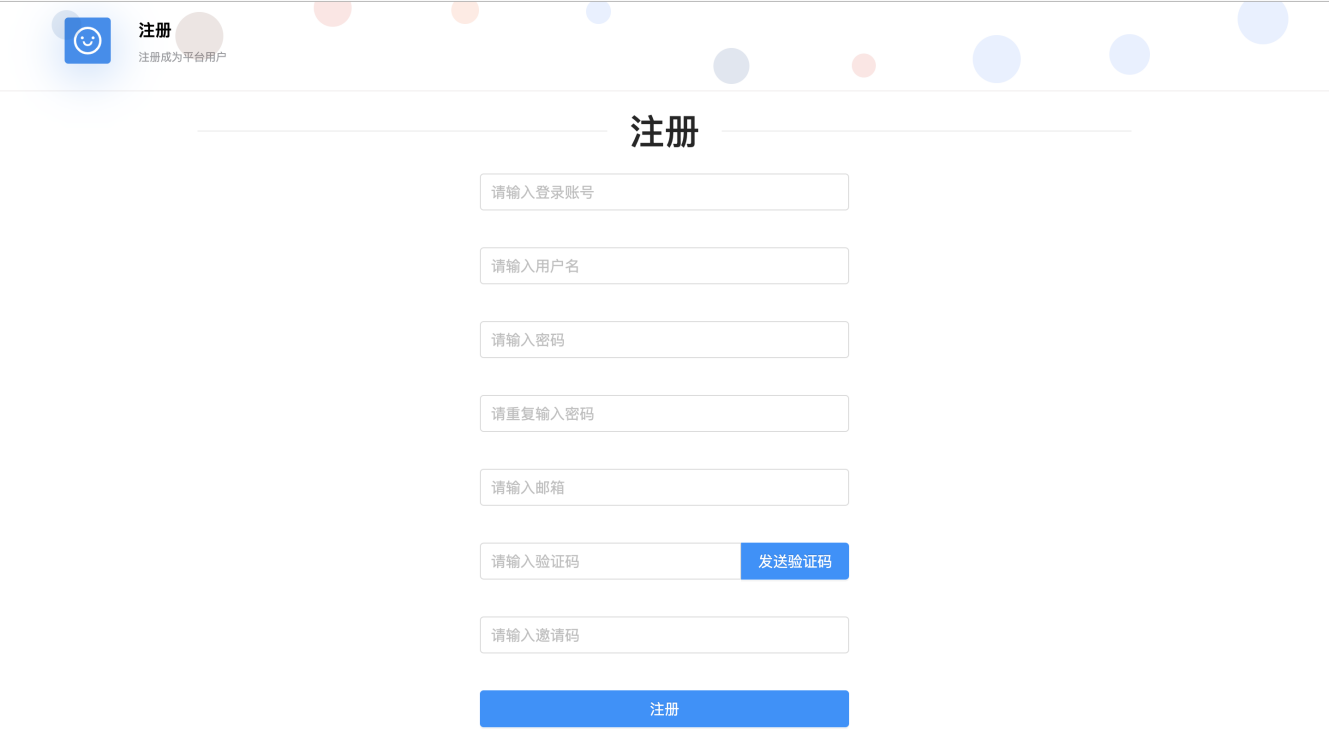 注册
注册成为平台用户
注册
请输入登录账号
请输入用户名
请输入密码
请重复输入密码
请输入邮箱
请输入验证码
发送验证码
请输入邀请码
注册